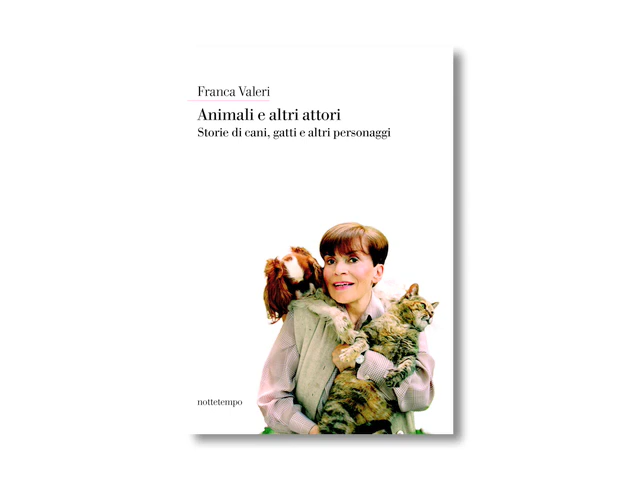 Franca Valeri
Animali e altri attori
Storie di cani, gatti e altri personaggi
nottetempo